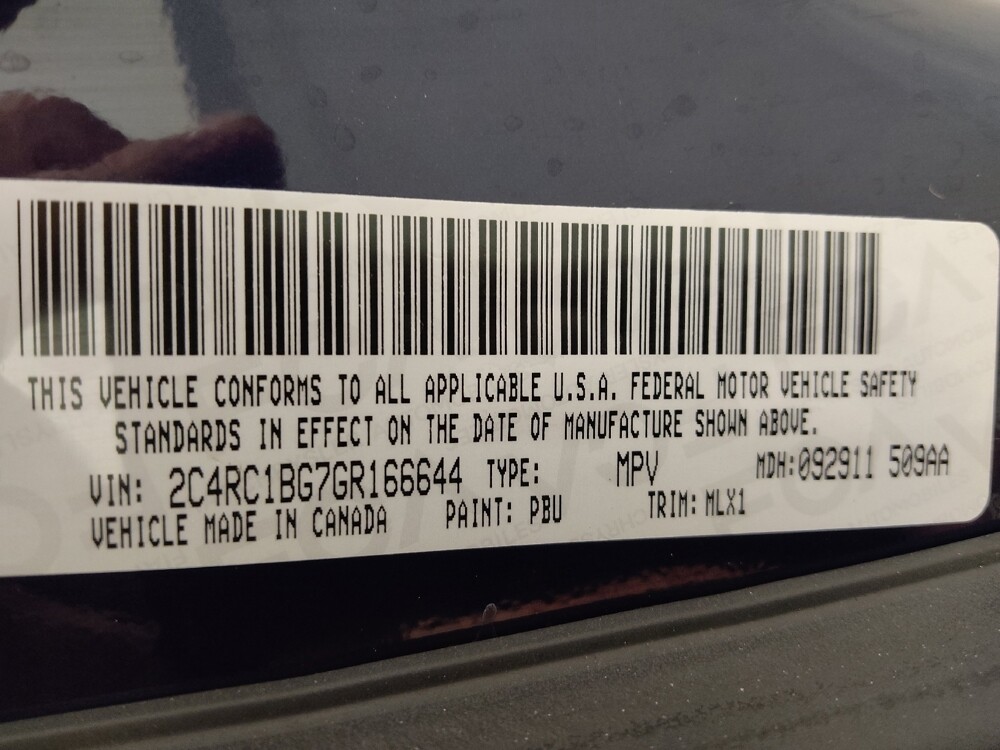 THIS VEHICLE CONFORMS TO ALL APPLICABLE U.S.A. FEDERAL MOTOR VEHICLE SAFETY
STANDARDS IN EFFECT ON THE DATE OF MANUFACTURE SHOWN ABOVE.
VIN: 2C4RC1BG7GR166644 TYPE: MPV MDH:092911 509AA
VEHICLE MADE IN CANADA PAINT: PBU TRIM: MLX1